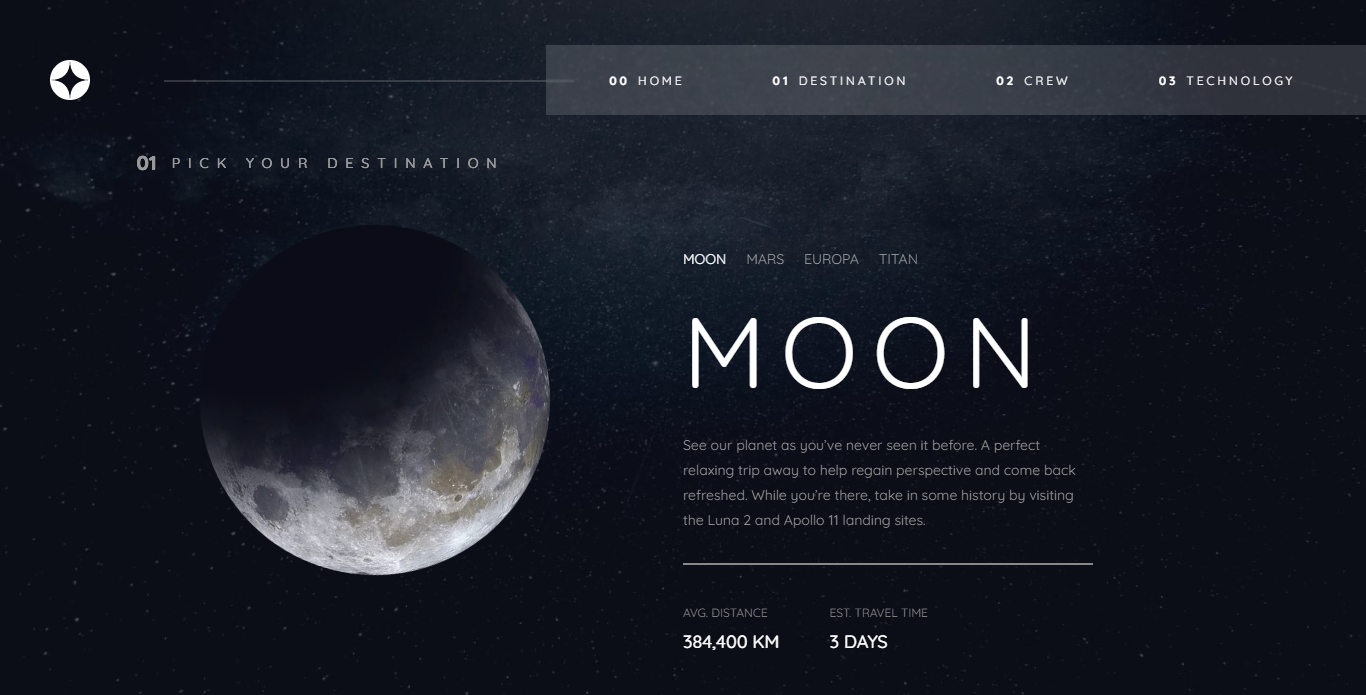 00 HOME 01 DESTINATION 02 CREW 03 TECHNOLOGY
01 PICK YOUR DESTINATION
MOON MARS EUROPA TITAN
MOON
See our planet as you've never seen it before. A perfect
relaxing trip away to help regain perspective and come back
refreshed. While you're there, take in some history by visiting
the Luna 2 and Apollo 11 landing sites.
AVG. DISTANCE EST. TRAVEL TIME
384,400 KM 3 DAYS